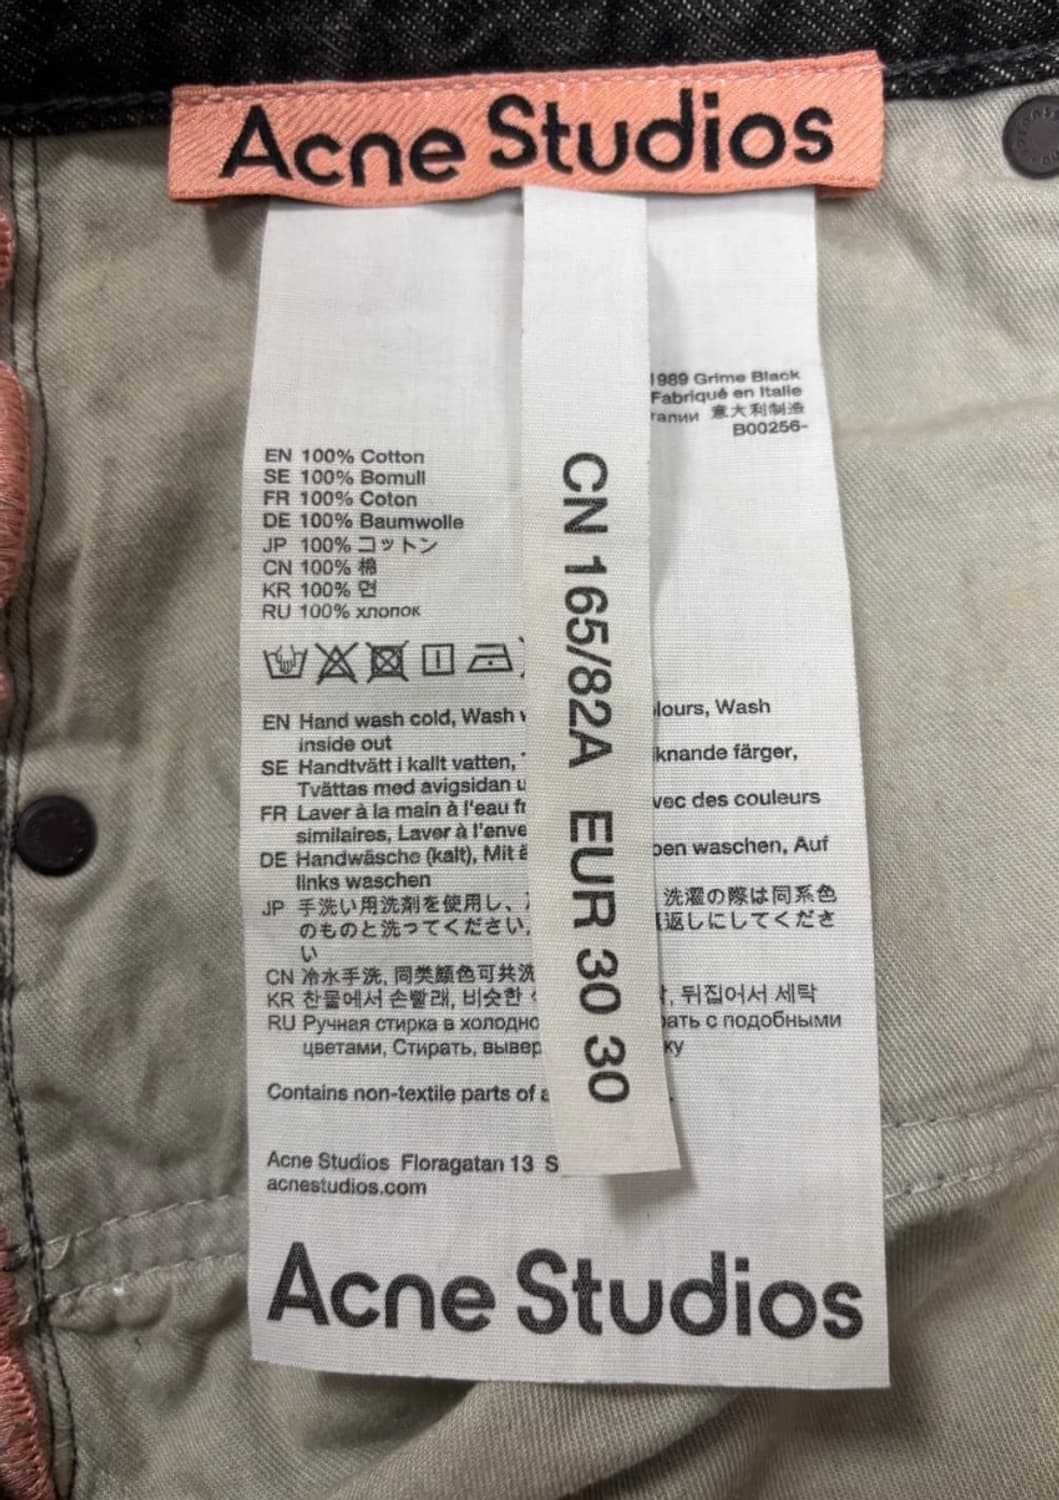 Acne Studios
1989 Grime Black
Fabriqué en Italie
талии 意大利制造
B00256-
EN 100% Cotton
SE 100% Bomull
FR 100% Coton
DE 100% Baumwolle
JP 100% コットン
CN 100% 棉
KR 100% 면
RU 100% хлопок
CN 165/82A EUR 30 30
EN Hand wash cold, Wash lours, Wash
inside out
SE Handtvätt i kallt vatten, knande färger,
Tvättas med avigsidan u
FR Laver à la main à l'eau fr vec des couleurs
similaires, Laver à l'enve
DE Handwäsche (kalt), Mit ben waschen, Auf
links waschen
JP 手洗い用洗剤を使用し、 洗濯の際は同系色
のものと洗ってください, 返しにしてくださ
い
CN 冷水手洗, 同类颜色可共洗
KR 찬물에서 손빨래, 비슷한 , 뒤집어서 세탁
RU Ручная стирка в холодно рать с подобными
цветами, Стирать, вывер ку
Contains non-textile parts of a
Acne Studios Floragatan 13 S
acnestudios.com
Acne Studios